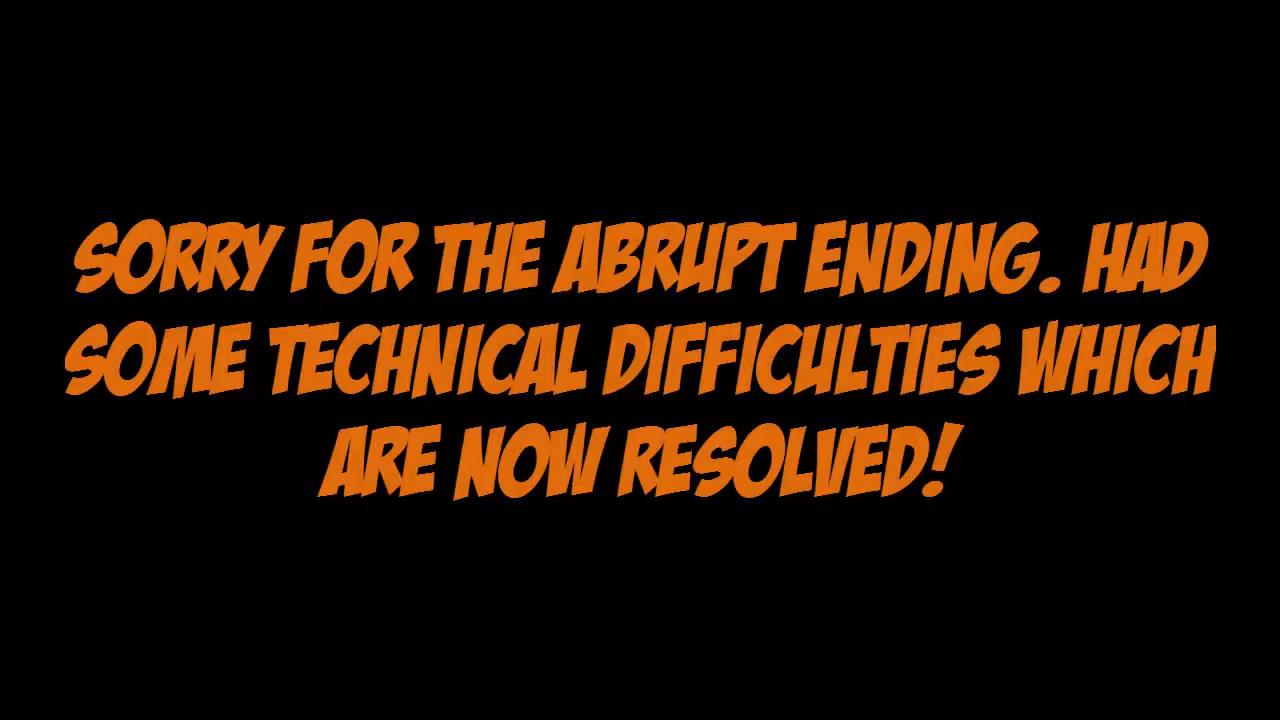 SORRY FOR THE ABRUPT ENDING. HAD
SOME TECHNICAL DIFFICULTIES WHICH
ARE NOW RESOLVED!